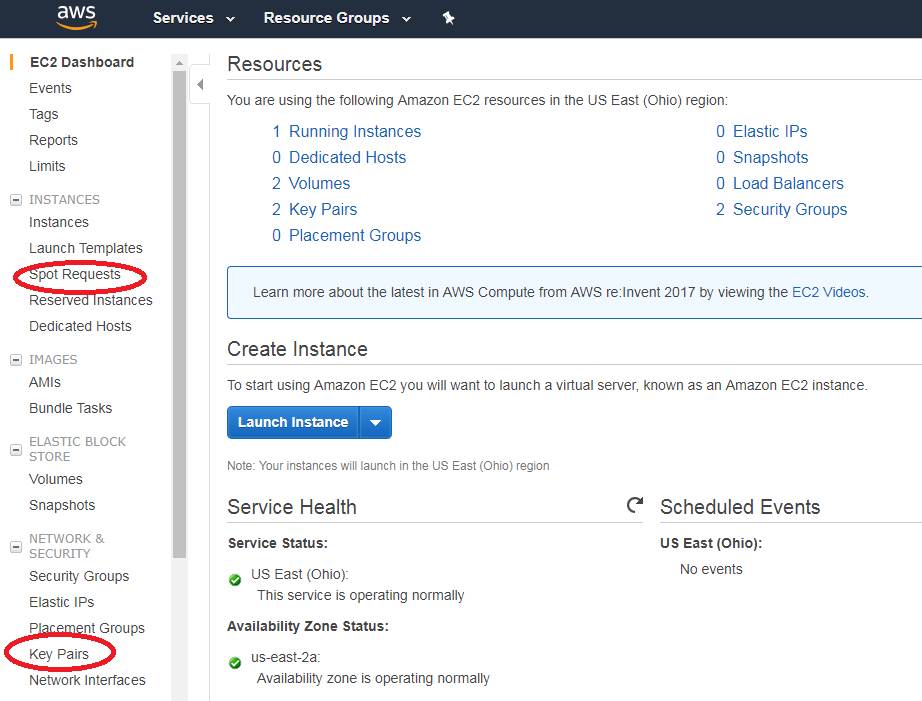 aws Services Resource Groups
EC2 Dashboard
Events
Tags
Reports
Limits
INSTANCES
Instances
Launch Templates
Spot Requests
Reserved Instances
Dedicated Hosts
IMAGES
AMIs
Bundle Tasks
ELASTIC BLOCK
STORE
Volumes
Snapshots
NETWORK &
SECURITY
Security Groups
Elastic IPs
Placement Groups
Key Pairs
Network Interfaces
Resources
You are using the following Amazon EC2 resources in the US East (Ohio) region:
1 Running Instances
0 Dedicated Hosts
2 Volumes
2 Key Pairs
0 Placement Groups
0 Elastic IPs
0 Snapshots
0 Load Balancers
2 Security Groups
Learn more about the latest in AWS Compute from AWS re:Invent 2017 by viewing the EC2 Videos.
Create Instance
To start using Amazon EC2 you will want to launch a virtual server, known as an Amazon EC2 instance.
Launch Instance
Note: Your instances will launch in the US East (Ohio) region
Service Health
Service Status:
US East (Ohio):
This service is operating normally
Availability Zone Status:
us-east-2a:
Availability zone is operating normally
Scheduled Events
US East (Ohio):
No events